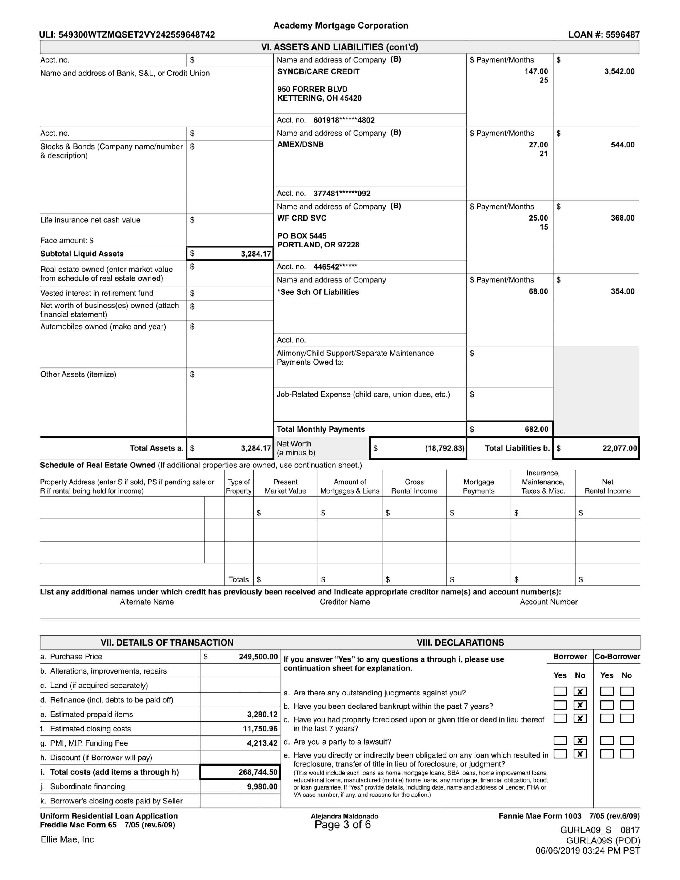 Academy Mortgage Corporation
ULI: 549300WTZMQSET2VY242559648742
LOAN #: 5596487
VI. ASSETS AND LIABILITIES (cont'd)
Acct. no. $ Name and address of Company (B) $ Payment/Months $
Name and address of Bank, S&L, or Credit Union SYNCB/CARE CREDIT 147.00 3,542.00
25
950 FORRER BLVD
KETTERING, OH 45420
Acct. no. 601918******4802
Acct. no. $ Name and address of Company (B) $ Payment/Months $
Stocks & Bonds (Company name/number $ AMEX/DSNB 27.00 544.00
& description) 21
Acct. no. 377481******092
Name and address of Company (B) $ Payment/Months $
Life insurance net cash value $ WF CRD SVC 25.00 368.00
15
Face amount: $ PO BOX 5445
PORTLAND, OR 97228
Subtotal Liquid Assets $ 3,284.17
Real estate owned (enter market value $ Acct. no. 446542******
from schedule of real estate owned) Name and address of Company $ Payment/Months $
Vested interest in retirement fund $ *See Sch Of Liabilities 68.00 354.00
Net worth of business(es) owned (attach $
financial statement)
Automobiles owned (make and year) $
Acct. no.
Alimony/Child Support/Separate Maintenance $
Payments Owed to:
Other Assets (itemize) $
Job-Related Expense (child care, union dues, etc.) $
Total Monthly Payments $ 682.00
Total Assets a. $ 3,284.17 Net Worth (a minus b) $ (18,792.83) Total Liabilities b. $ 22,077.00
Schedule of Real Estate Owned (If additional properties are owned, use continuation sheet.)
Property Address (enter S if sold, PS if pending sale or R if rental being held for income) Type of Property Present Market Value Amount of Mortgages & Liens Gross Rental Income Mortgage Payments Insurance, Maintenance, Taxes & Misc. Net Rental Income
$ $ $ $ $ $
Totals $ $ $ $ $ $
List any additional names under which credit has previously been received and indicate appropriate creditor name(s) and account number(s):
Alternate Name Creditor Name Account Number
VII. DETAILS OF TRANSACTION
a. Purchase Price $ 249,500.00
b. Alterations, improvements, repairs
c. Land (if acquired separately)
d. Refinance (incl. debts to be paid off)
e. Estimated prepaid items 3,280.12
f. Estimated closing costs 11,750.96
g. PMI, MIP, Funding Fee 4,213.42
h. Discount (if Borrower will pay)
i. Total costs (add items a through h) 268,744.50
j. Subordinate financing 9,980.00
k. Borrower's closing costs paid by Seller
VIII. DECLARATIONS
If you answer "Yes" to any questions a through i, please use
continuation sheet for explanation.
Borrower Co-Borrower
Yes No Yes No
a. Are there any outstanding judgments against you? X
b. Have you been declared bankrupt within the past 7 years? X
c. Have you had property foreclosed upon or given title or deed in lieu thereof X
in the last 7 years?
d. Are you a party to a lawsuit? X
e. Have you directly or indirectly been obligated on any loan which resulted in X
foreclosure, transfer of title in lieu of foreclosure, or judgment?
(This would include such loans as home mortgage loans, SBA loans, home improvement loans,
educational loans, manufactured (mobile) home loans, any mortgage, financial obligation, bond,
or loan guarantee. If "Yes," provide details, including date, name and address of Lender, FHA or
VA case number, if any, and reasons for the action.)
Uniform Residential Loan Application
Freddie Mac Form 65 7/05 (rev.6/09)
Alejandra Maldonado
Page 3 of 6
Fannie Mae Form 1003 7/05 (rev.6/09)
Ellie Mae, Inc
GURLA09_S 0817
GURLA09S (POD)
06/06/2019 03:24 PM PST